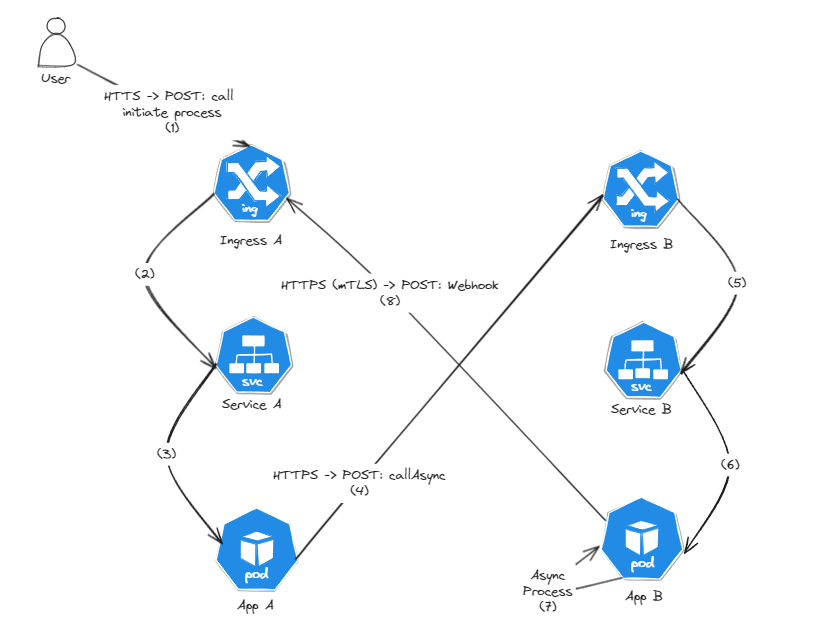 User
HTTS -> POST: call
initiate process
(1)
ing
Ingress A
ing
Ingress B
(2)
HTTPS (mTLS) -> POST: Webhook
(8)
(5)
svc
Service A
svc
Service B
(3)
HTTPS -> POST: callAsync
(4)
(6)
pod
App A
pod
App B
Async
Process
(7)